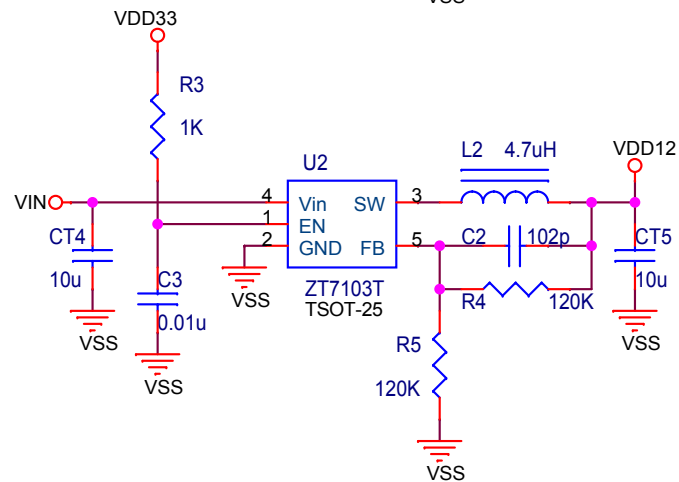 VSS
VDD33
R3
1K
U2
L2 4.7uH
VDD12
VIN
4 Vin SW 3
1 EN
2 GND FB 5
CT4
10u
C2 102p
CT5
10u
C3
0.01u
VSS
ZT7103T
TSOT-25
R4 120K
VSS
VSS
VSS
R5
120K
VSS